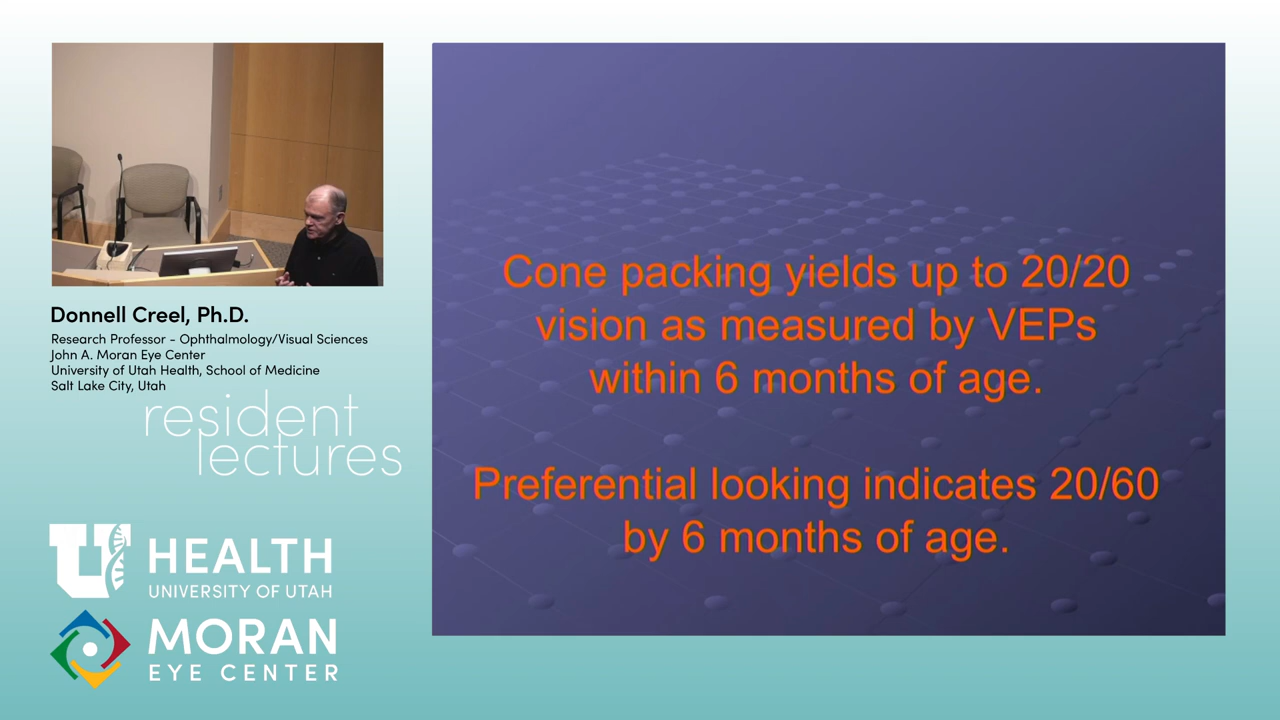 Donnell Creel, Ph.D.
Research Professor - Ophthalmology/Visual Sciences
John A. Moran Eye Center
University of Utah Health, School of Medicine
Salt Lake City, Utah
resident
lectures
U HEALTH
UNIVERSITY OF UTAH
MORAN
EYE CENTER
Cone packing yields up to 20/20
vision as measured by VEPs
within 6 months of age.
Preferential looking indicates 20/60
by 6 months of age.